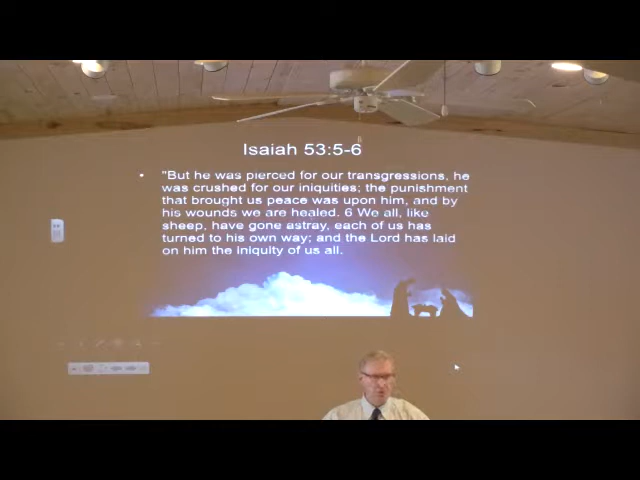 Isaiah 53:5-6
• "But he was pierced for our transgressions, he
was crushed for our iniquities; the punishment
that brought us peace was upon him, and by
his wounds we are healed. 6 We all, like
sheep, have gone astray, each of us has
turned to his own way; and the Lord has laid
on him the iniquity of us all.